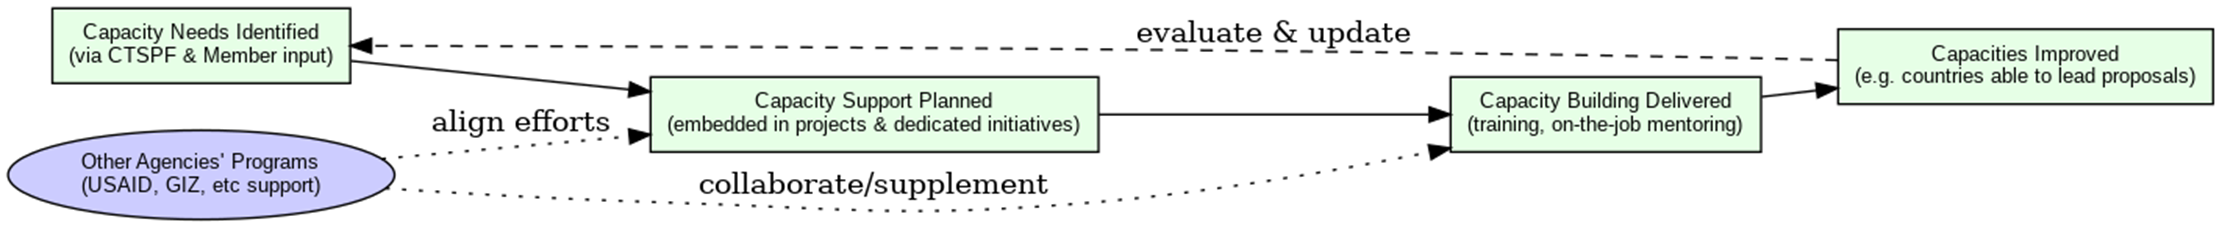 Capacity Needs Identified
(via CTSPF & Member input)
evaluate & update
Capacities Improved
(e.g. countries able to lead proposals)
Capacity Support Planned
(embedded in projects & dedicated initiatives)
Capacity Building Delivered
(training, on-the-job mentoring)
align efforts
Other Agencies' Programs
(USAID, GIZ, etc support)
collaborate/supplement